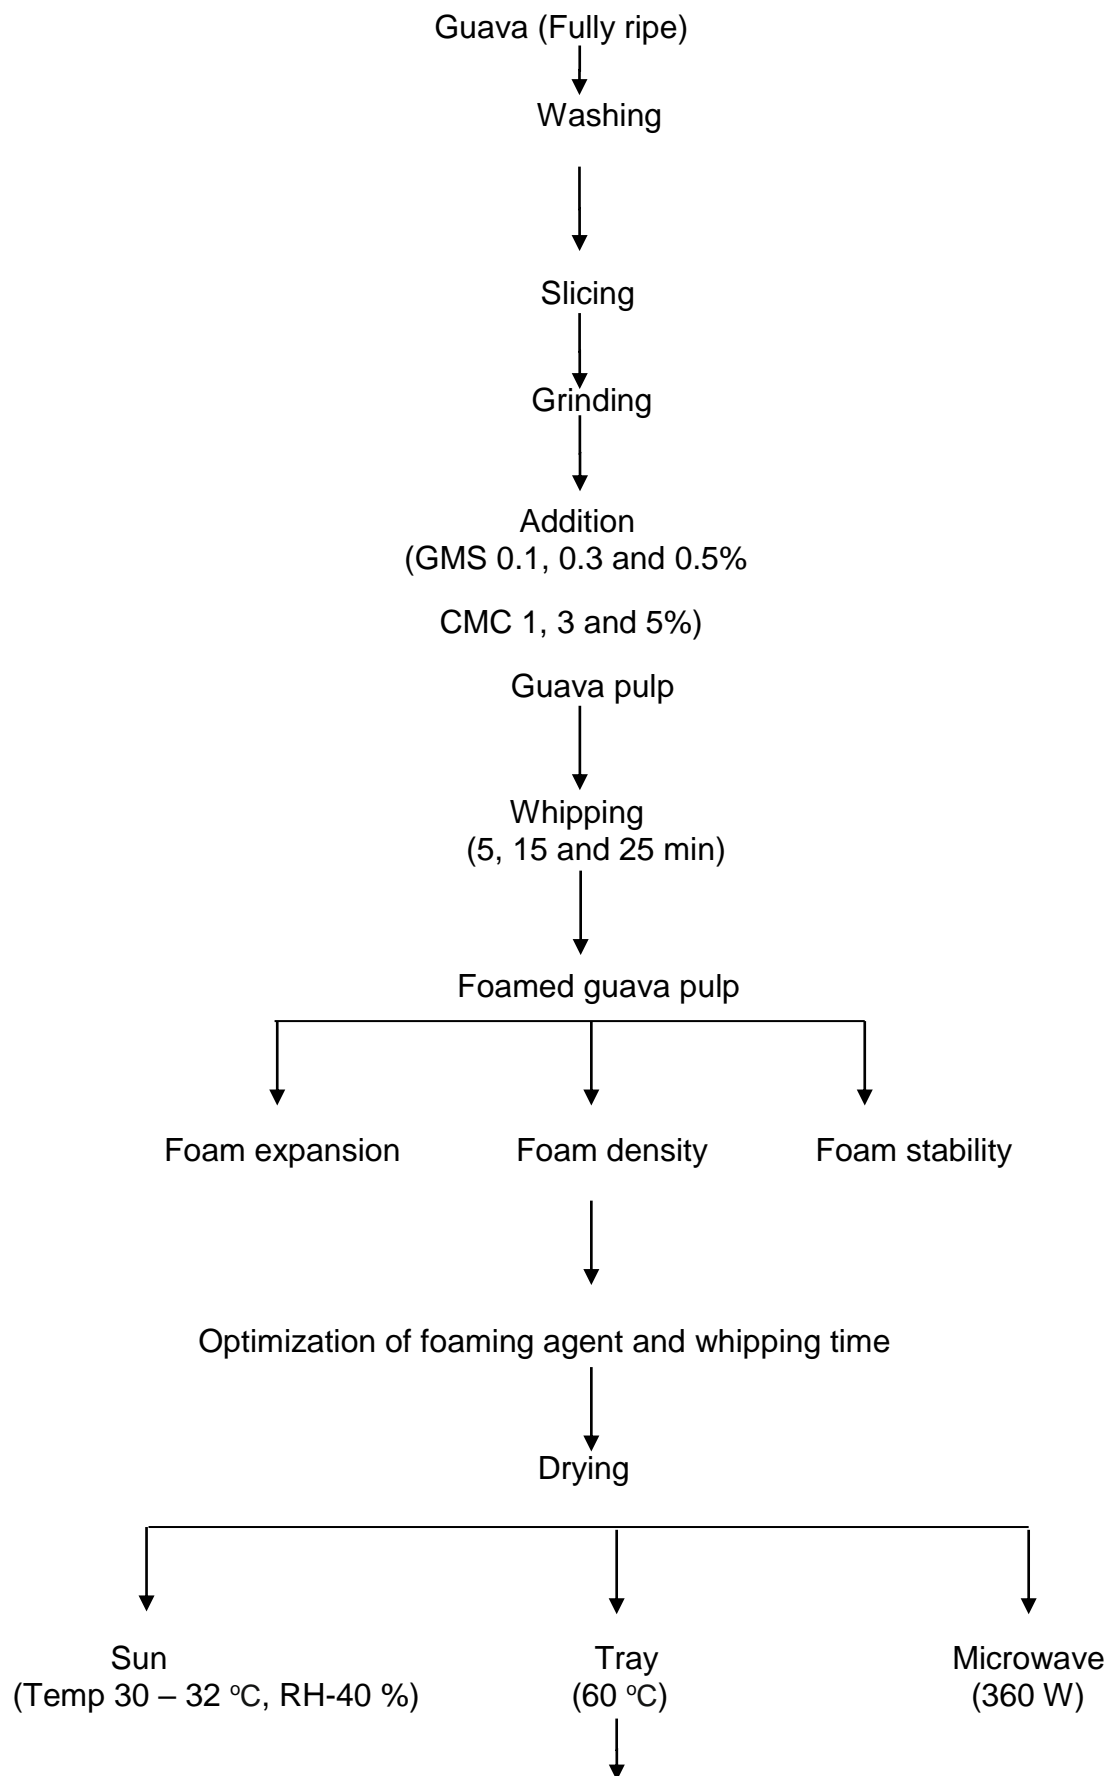 Guava (Fully ripe)
Washing
Slicing
Grinding
Addition
(GMS 0.1, 0.3 and 0.5%
CMC 1, 3 and 5%)
Guava pulp
Whipping
(5, 15 and 25 min)
Foamed guava pulp
Foam expansion
Foam density
Foam stability
Optimization of foaming agent and whipping time
Drying
Sun
(Temp 30 – 32 ºC, RH-40 %)
Tray
(60 ºC)
Microwave
(360 W)